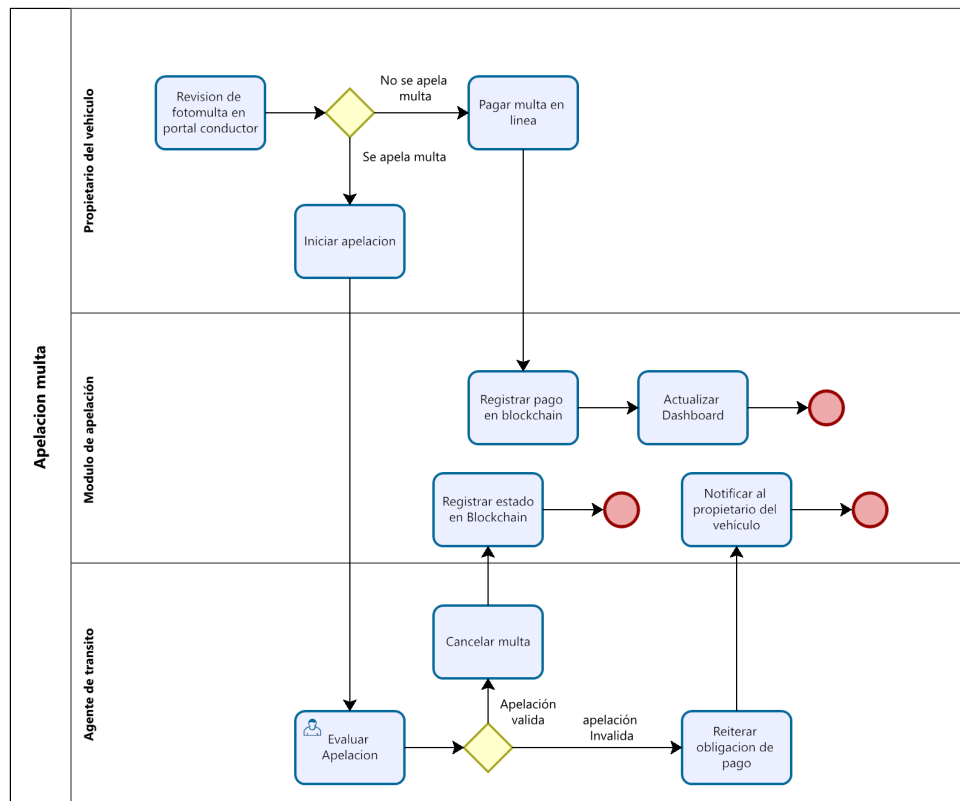 Apelacion multa
Propietario del vehiculo
Revision de
fotomulta en
portal conductor
No se apela
multa
Pagar multa en
linea
Se apela multa
Iniciar apelacion
Modulo de apelación
Registrar pago
en blockchain
Actualizar
Dashboard
Registrar estado
en Blockchain
Notificar al
propietario del
vehículo
Agente de transito
Cancelar multa
Apelación
valida
apelación
Invalida
Evaluar
Apelacion
Reiterar
obligacion de
pago